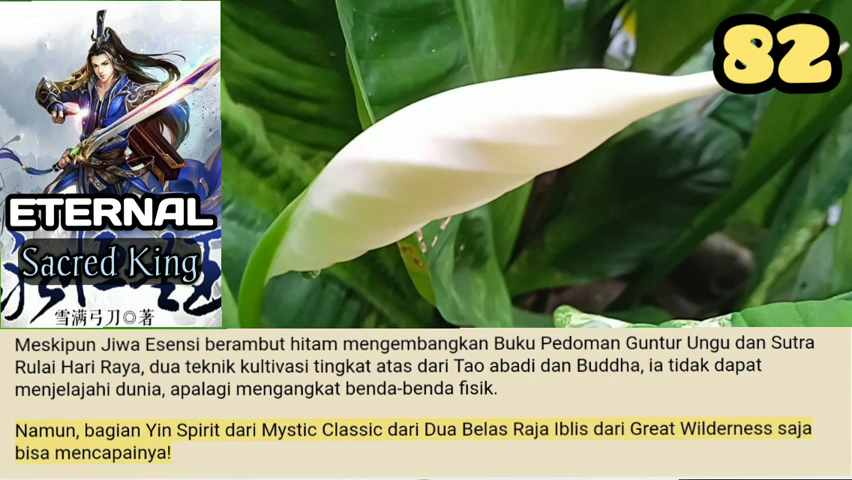 82
ETERNAL
Sacred King
雪满弓刀◎著
Meskipun Jiwa Esensi berambut hitam mengembangkan Buku Pedoman Guntur Ungu dan Sutra
Rulai Hari Raya, dua teknik kultivasi tingkat atas dari Tao abadi dan Buddha, ia tidak dapat
menjelajahi dunia, apalagi mengangkat benda-benda fisik.
Namun, bagian Yin Spirit dari Mystic Classic dari Dua Belas Raja Iblis dari Great Wilderness saja
bisa mencapainya!